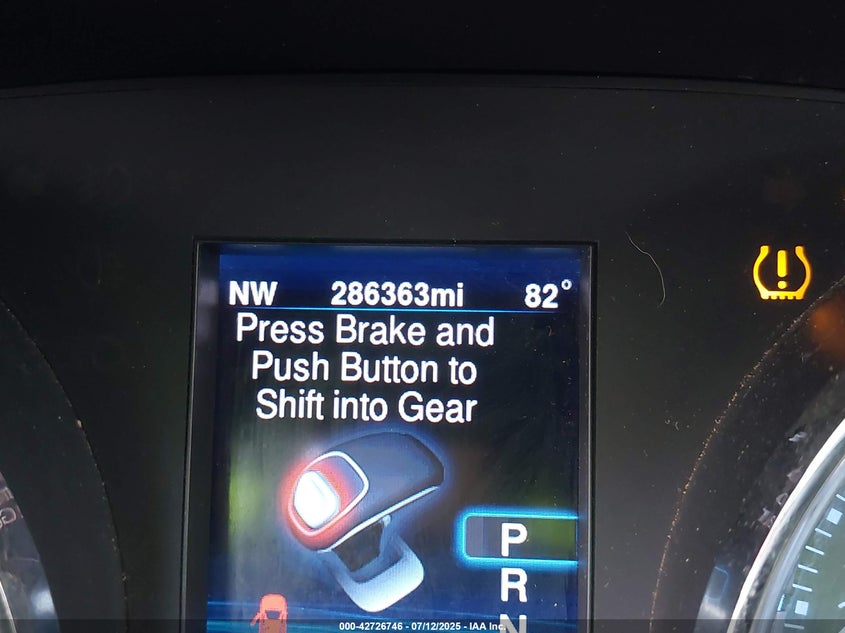 NW 286363mi 82°
Press Brake and
Push Button to
Shift into Gear
P
R
N
000-42726746 - 07/12/2025 - IAA Inc.